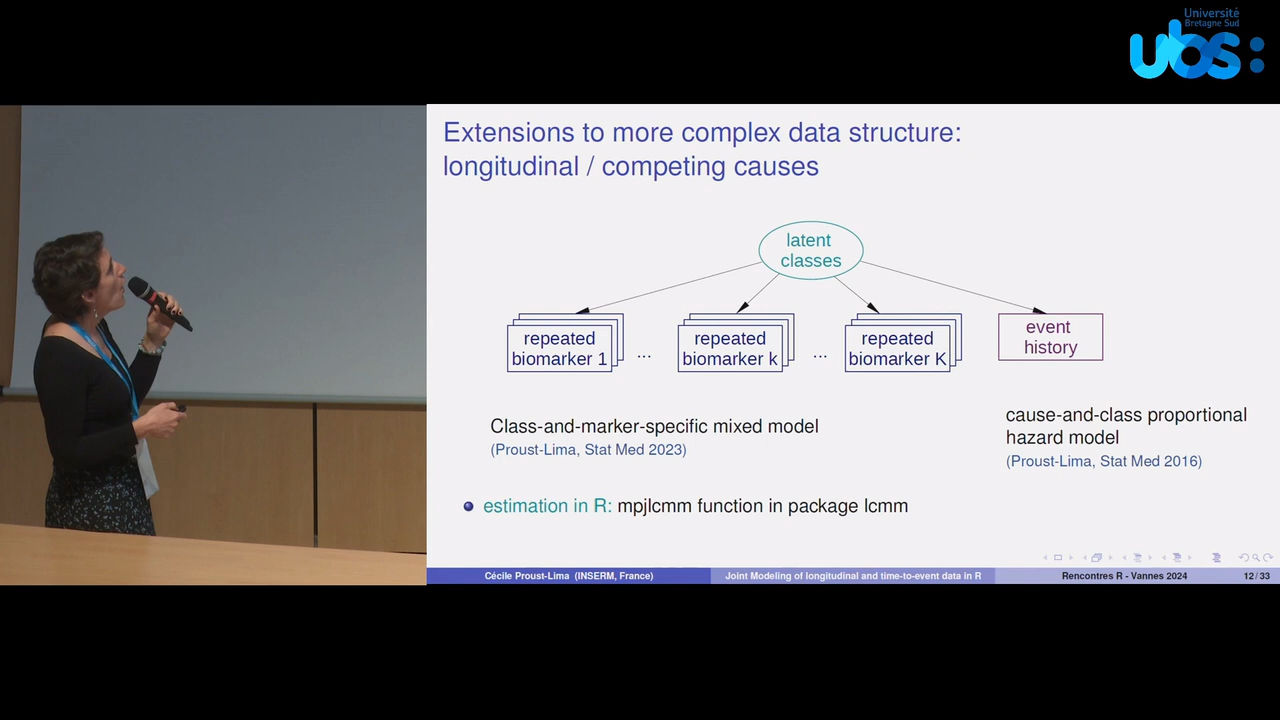 Université
Bretagne Sud
ubs:
Extensions to more complex data structure:
longitudinal / competing causes
latent
classes
repeated
biomarker 1
...
repeated
biomarker k
...
repeated
biomarker K
event
history
Class-and-marker-specific mixed model
(Proust-Lima, Stat Med 2023)
cause-and-class proportional
hazard model
(Proust-Lima, Stat Med 2016)
estimation in R: mpjlcmm function in package lcmm
Cécile Proust-Lima (INSERM, France)
Joint Modeling of longitudinal and time-to-event data in R
Rencontres R - Vannes 2024
12 / 33